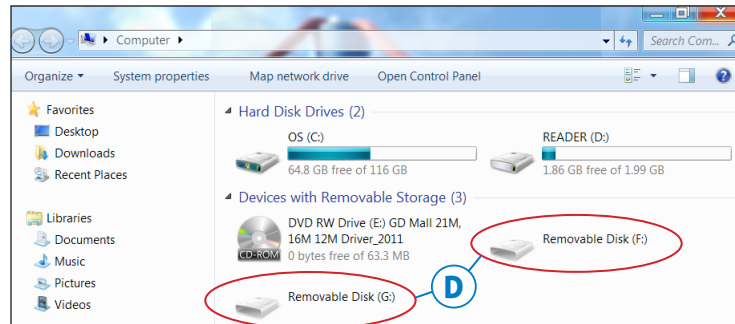 Computer
Search Com...
Organize
System properties
Map network drive
Open Control Panel
Favorites
Desktop
Downloads
Recent Places
Libraries
Documents
Music
Pictures
Videos
Hard Disk Drives (2)
OS (C:)
64.8 GB free of 116 GB
READER (D:)
1.86 GB free of 1.99 GB
Devices with Removable Storage (3)
DVD RW Drive (E:) GD Mall 21M,
16M 12M Driver_2011
0 bytes free of 63.3 MB
CD-ROM
Removable Disk (F:)
D
Removable Disk (G:)